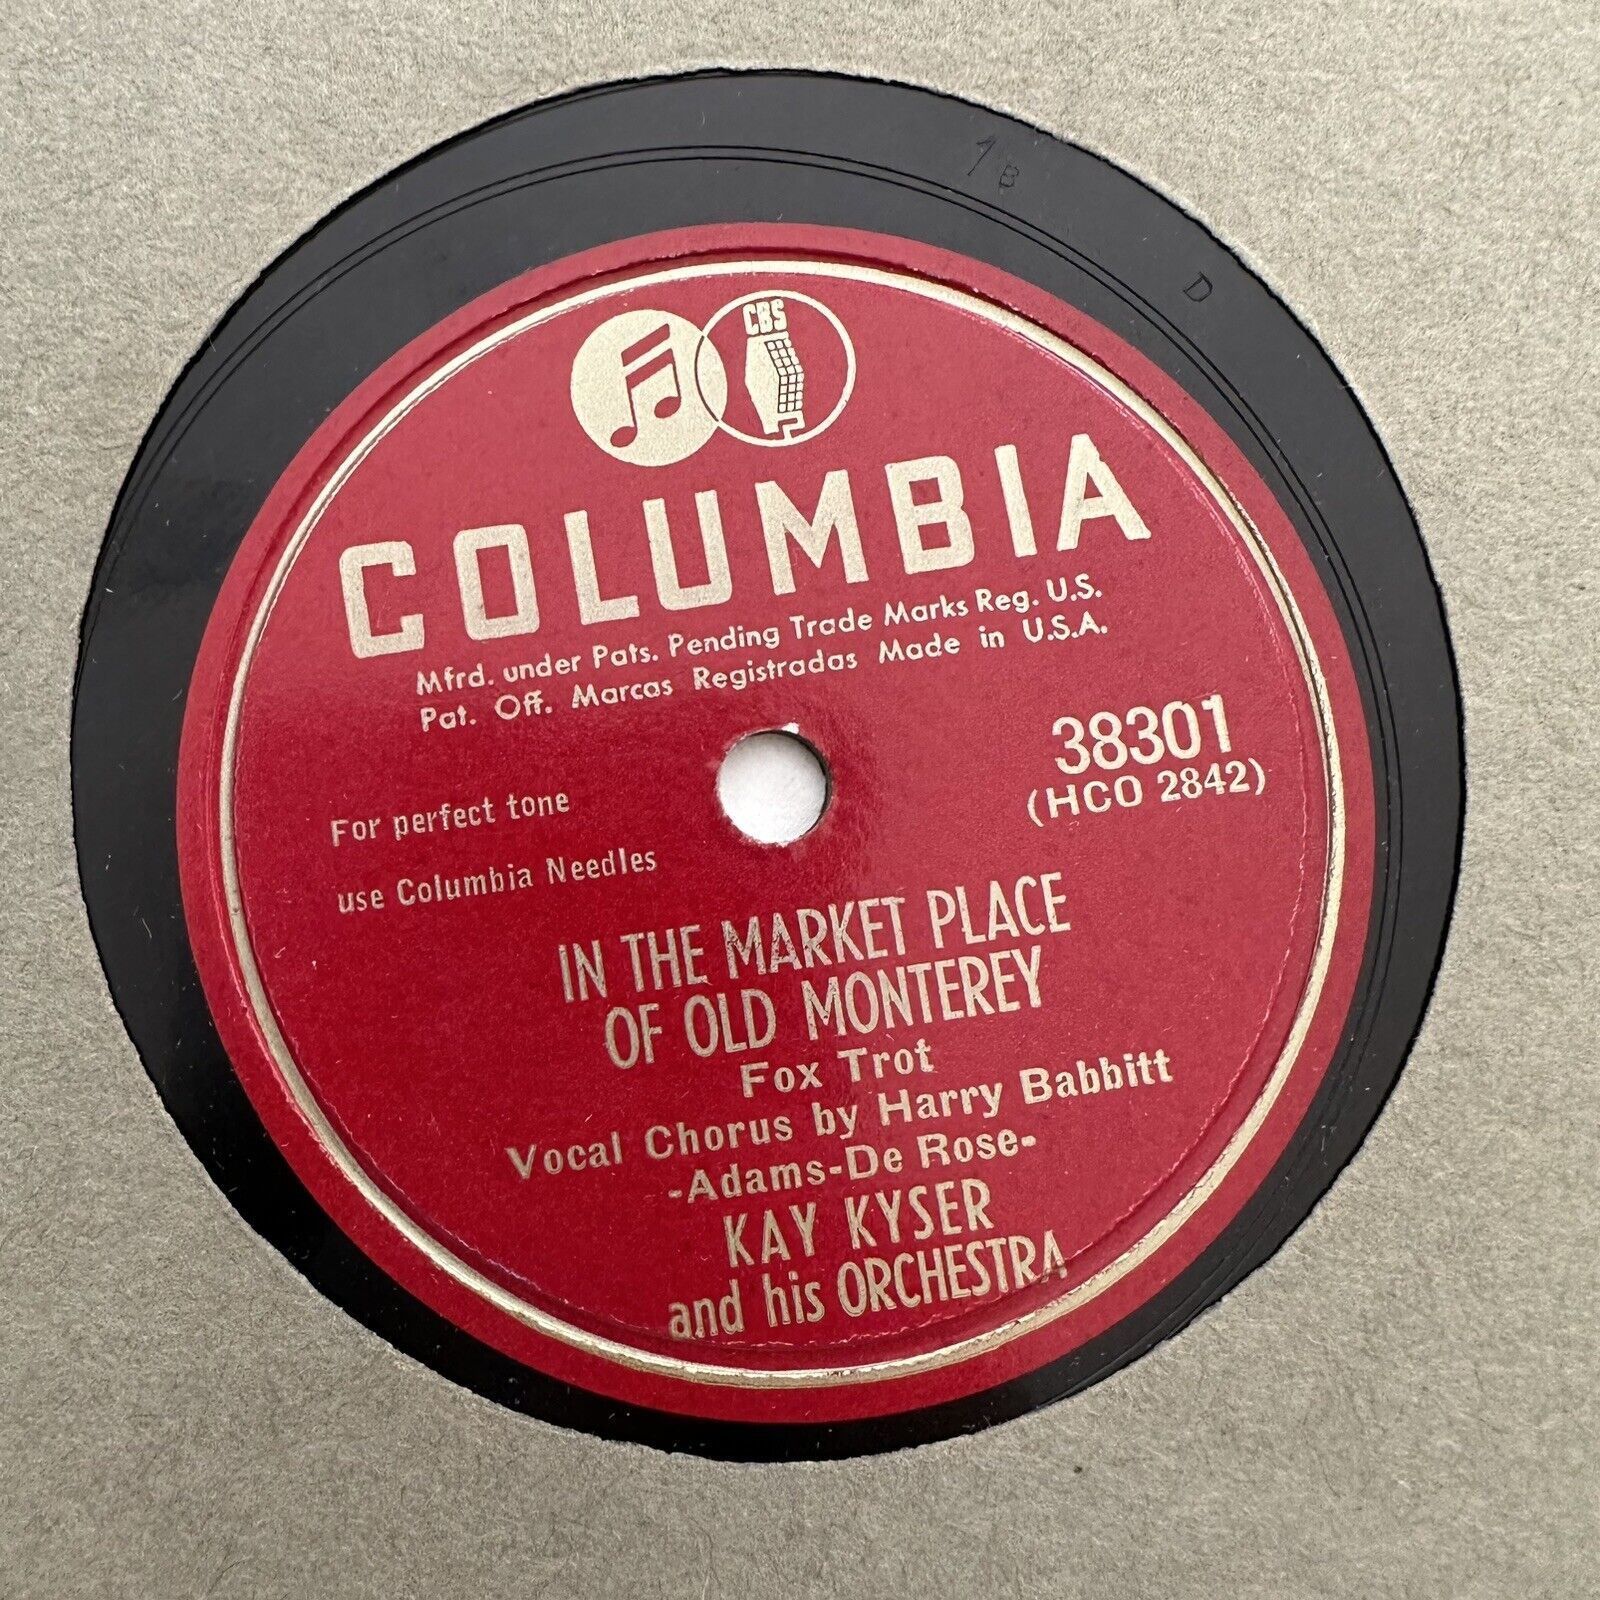 1B
D
CBS
COLUMBIA
Mfrd. under Pats. Pending Trade Marks Reg. U.S.
Pat. Off. Marcas Registradas Made in U.S.A.
38301
(HCO 2842)
For perfect tone
use Columbia Needles
IN THE MARKET PLACE
OF OLD MONTEREY
Fox Trot
Vocal Chorus by Harry Babbitt
-Adams-De Rose-
KAY KYSER
and his ORCHESTRA